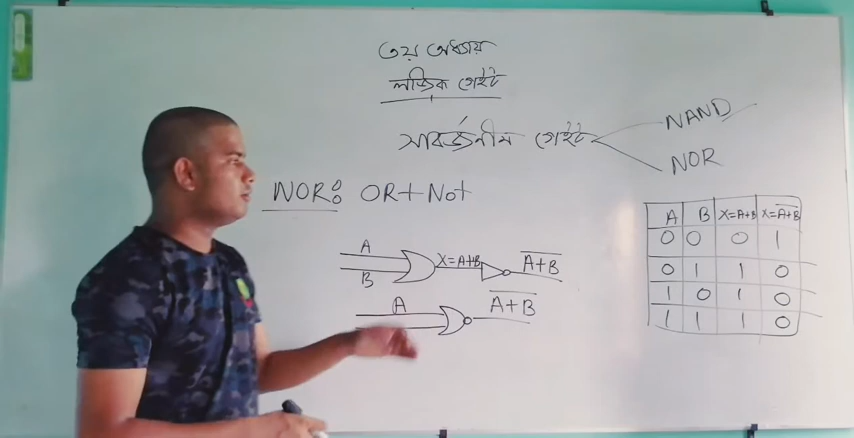 ৩য় অধ্যায়
লজিক গেইট
সার্বজনীন গেইট
NAND
NOR
NOR: OR+Not
A
B
X=A+B
A̅+̅B̅
A
A̅+̅B̅
A B X=A+B X=A̅+̅B̅
0 0 0 1
0 1 1 0
1 0 1 0
1 1 1 0